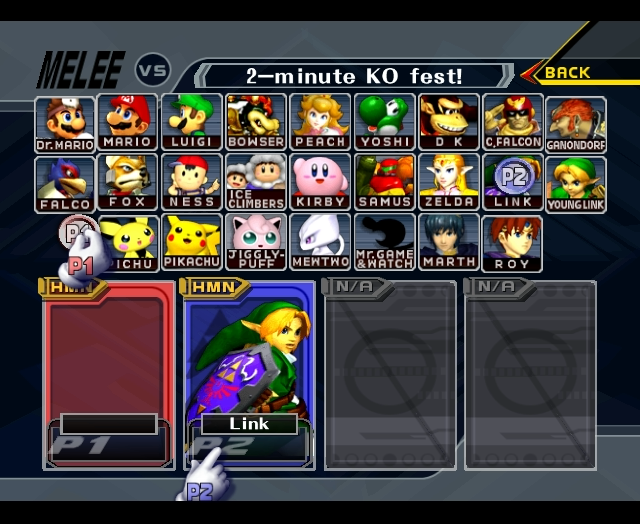 MELEE VS 2-minute KO fest! BACK
Dr.MARIO MARIO LUIGI BOWSER PEACH YOSHI D K C.FALCON GANONDORF
FALCO FOX NESS ICE CLIMBERS KIRBY SAMUS ZELDA P2 LINK YOUNG LINK
P1 PICHU PIKACHU JIGGLY-PUFF MEWTWO Mr.GAME &WATCH MARTH ROY
P1
HMN HMN N/A N/A
Link
P1 P2
P2